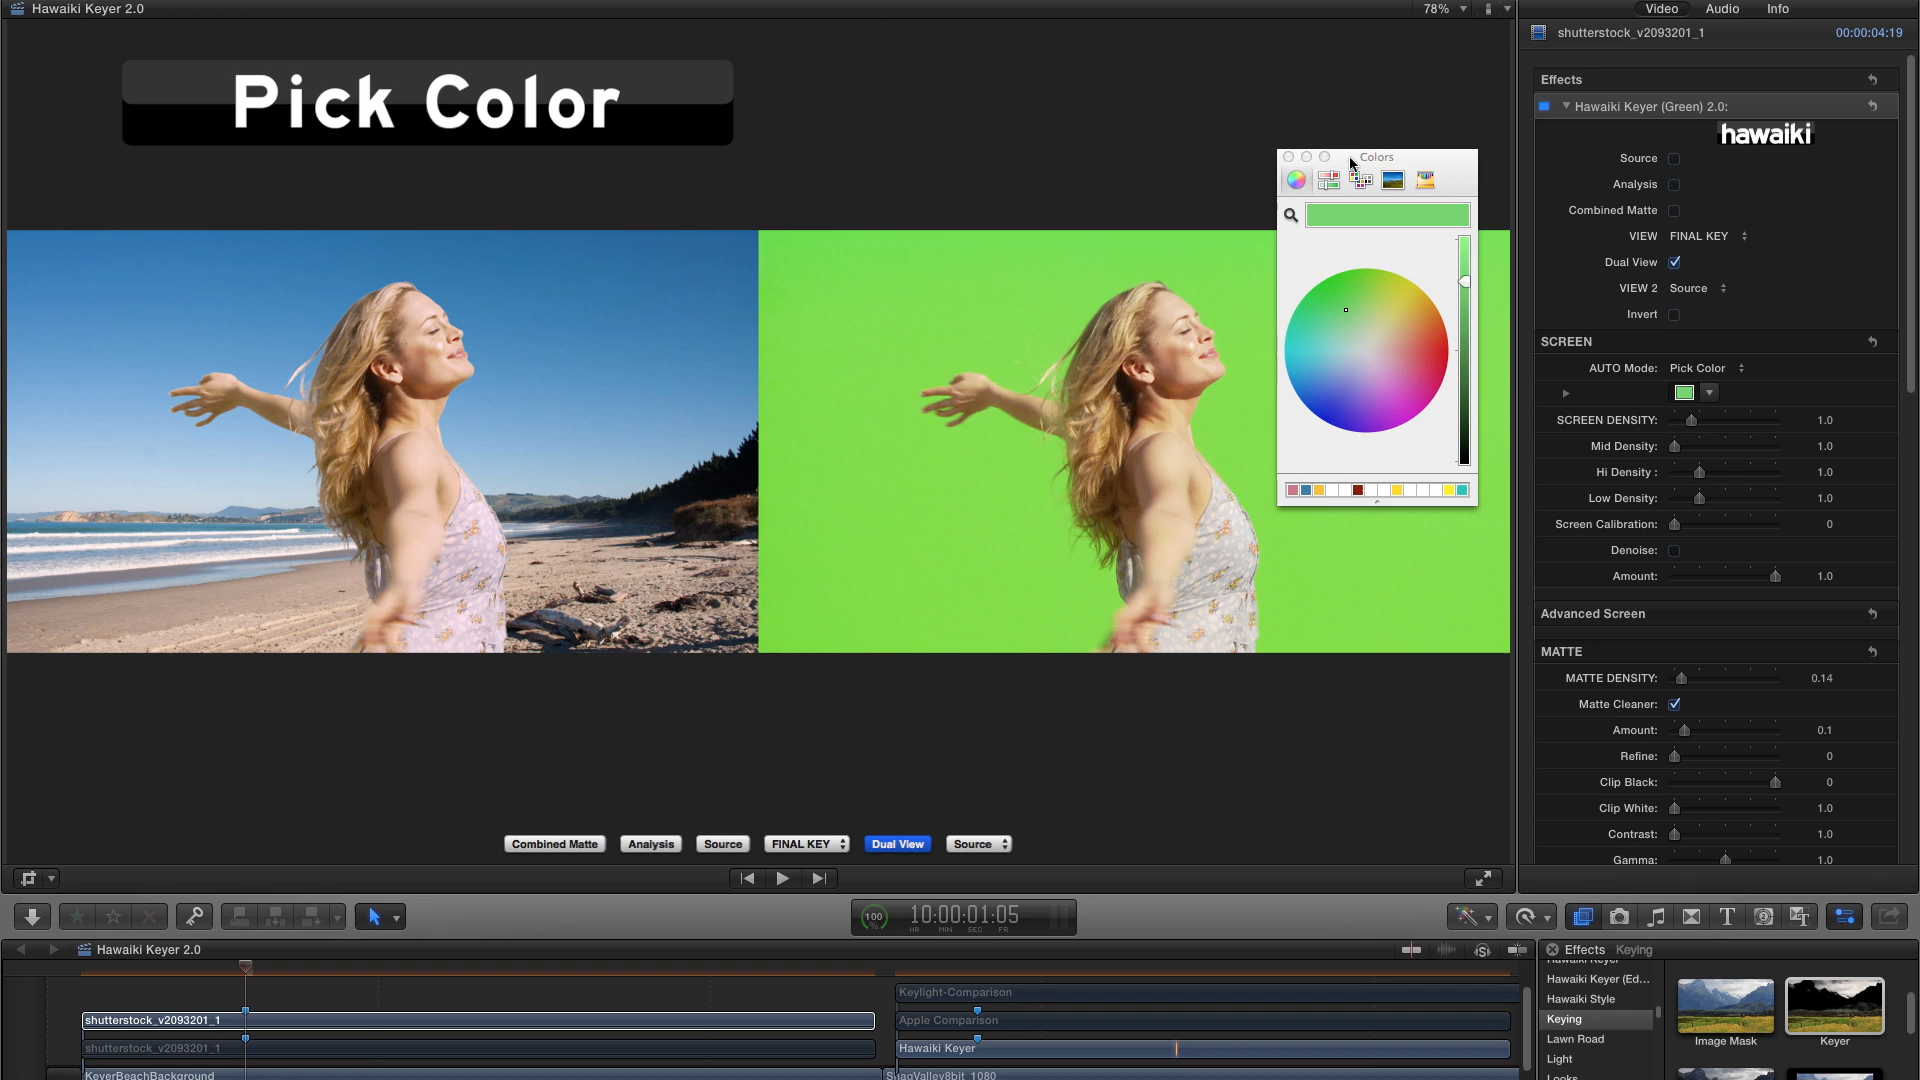 Hawaiki Keyer 2.0
78%
Video
Audio
Info
shutterstock_v2093201_1
00:00:04:19
Pick Color
Effects
Hawaiki Keyer (Green) 2.0:
hawaiki
Source
Analysis
Combined Matte
VIEW FINAL KEY
Dual View
VIEW 2 Source
Invert
Colors
SCREEN
AUTO Mode: Pick Color
SCREEN DENSITY: 1.0
Mid Density: 1.0
Hi Density : 1.0
Low Density: 1.0
Screen Calibration: 0
Denoise:
Amount: 1.0
Advanced Screen
MATTE
MATTE DENSITY: 0.14
Matte Cleaner:
Amount: 0.1
Refine: 0
Clip Black: 0
Clip White: 1.0
Contrast: 1.0
Gamma: 1.0
Combined Matte
Analysis
Source
FINAL KEY
Dual View
Source
100
%
10:00:01:05
HR MIN SEC FR
Hawaiki Keyer 2.0
Effects Keying
Keylight-Comparison
shutterstock_v2093201_1
Apple Comparison
shutterstock_v2093201_1
Hawaiki Keyer
KeyerBeachBackground
SnagValley8bit_1080
Hawaiki Keyer
Hawaiki Keyer (Ed...
Hawaiki Style
Keying
Lawn Road
Light
Looks
Image Mask
Keyer